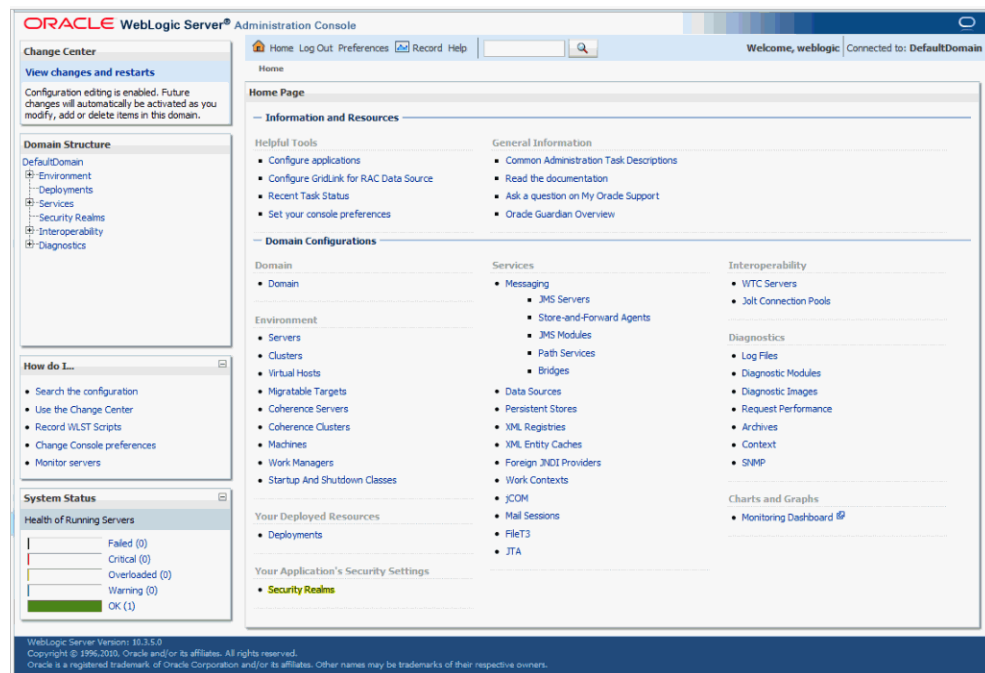 ORACLE WebLogic Server® Administration Console
Change Center
View changes and restarts
Configuration editing is enabled. Future
changes will automatically be activated as you
modify, add or delete items in this domain.
Domain Structure
DefaultDomain
Environment
Deployments
Services
Security Realms
Interoperability
Diagnostics
How do I...
Search the configuration
Use the Change Center
Record WLST Scripts
Change Console preferences
Monitor servers
System Status
Health of Running Servers
Failed (0)
Critical (0)
Overloaded (0)
Warning (0)
OK (1)
Home Log Out Preferences Record Help
Welcome, weblogic Connected to: DefaultDomain
Home
Home Page
Information and Resources
Helpful Tools
Configure applications
Configure GridLink for RAC Data Source
Recent Task Status
Set your console preferences
General Information
Common Administration Task Descriptions
Read the documentation
Ask a question on My Oracle Support
Oracle Guardian Overview
Domain Configurations
Domain
Domain
Environment
Servers
Clusters
Virtual Hosts
Migratable Targets
Coherence Servers
Coherence Clusters
Machines
Work Managers
Startup And Shutdown Classes
Your Deployed Resources
Deployments
Your Application's Security Settings
Security Realms
Services
Messaging
JMS Servers
Store-and-Forward Agents
JMS Modules
Path Services
Bridges
Data Sources
Persistent Stores
XML Registries
XML Entity Caches
Foreign JNDI Providers
Work Contexts
jCOM
Mail Sessions
FileT3
JTA
Interoperability
WTC Servers
Jolt Connection Pools
Diagnostics
Log Files
Diagnostic Modules
Diagnostic Images
Request Performance
Archives
Context
SNMP
Charts and Graphs
Monitoring Dashboard
WebLogic Server Version: 10.3.5.0
Copyright © 1996,2010, Oracle and/or its affiliates. All rights reserved.
Oracle is a registered trademark of Oracle Corporation and/or its affiliates. Other names may be trademarks of their respective owners.